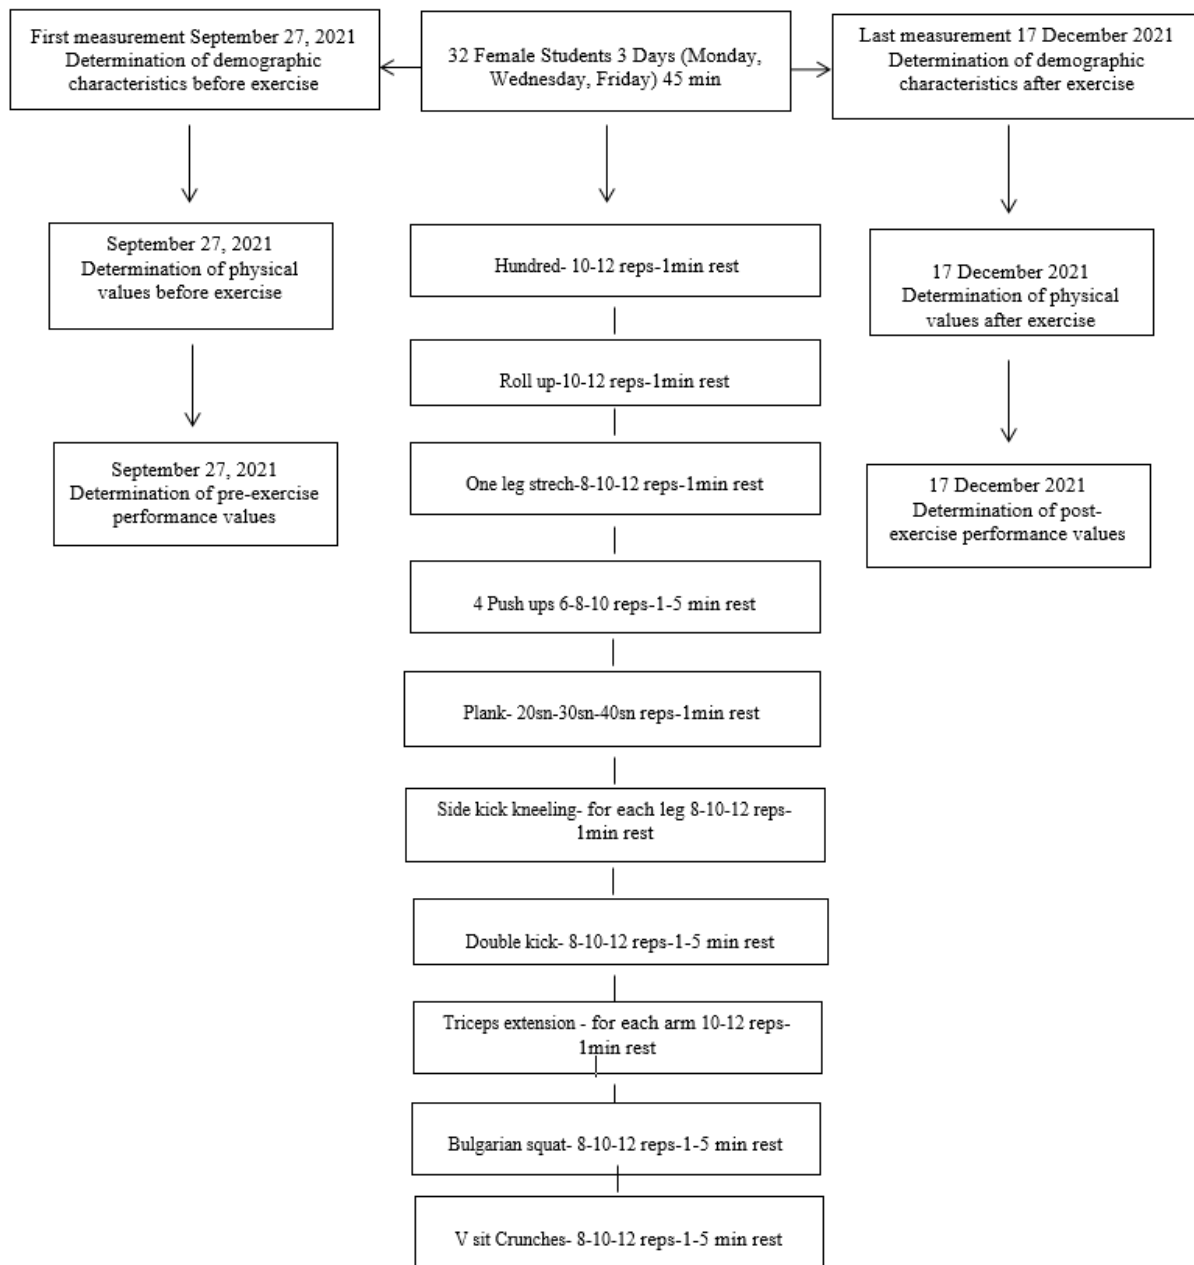 First measurement September 27, 2021
Determination of demographic
characteristics before exercise
32 Female Students 3 Days (Monday,
Wednesday, Friday) 45 min
Last measurement 17 December 2021
Determination of demographic
characteristics after exercise
September 27, 2021
Determination of physical
values before exercise
Hundred- 10-12 reps-1min rest
17 December 2021
Determination of physical
values after exercise
Roll up-10-12 reps-1min rest
September 27, 2021
Determination of pre-exercise
performance values
One leg strech-8-10-12 reps-1min rest
17 December 2021
Determination of post-
exercise performance values
4 Push ups 6-8-10 reps-1-5 min rest
Plank- 20sn-30sn-40sn reps-1min rest
Side kick kneeling- for each leg 8-10-12 reps-
1min rest
Double kick- 8-10-12 reps-1-5 min rest
Triceps extension - for each arm 10-12 reps-
1min rest
Bulgarian squat- 8-10-12 reps-1-5 min rest
V sit Crunches- 8-10-12 reps-1-5 min rest